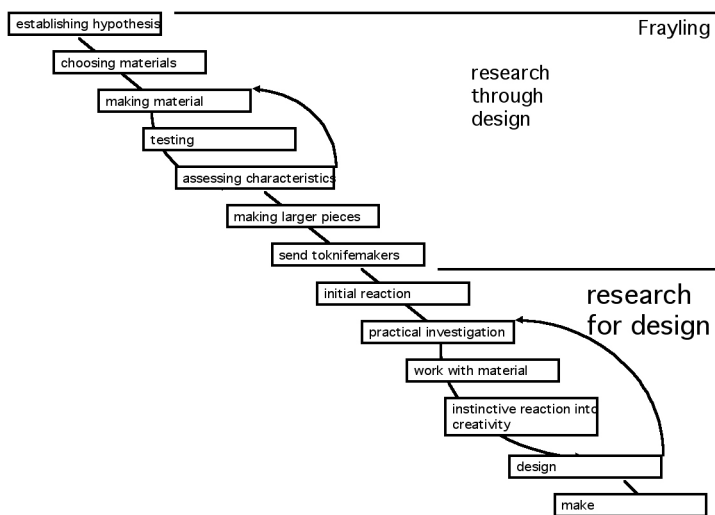 establishing hypothesis
Frayling
choosing materials
research
through
design
making material
testing
assessing characteristics
making larger pieces
send toknifemakers
initial reaction
research
for design
practical investigation
work with material
instinctive reaction into
creativity
design
make